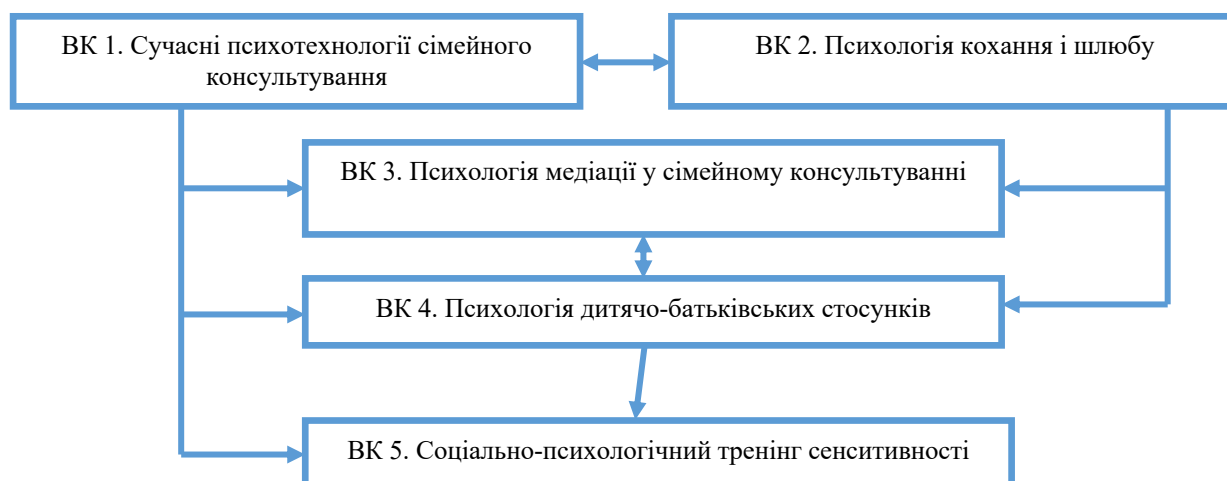 ВК 1. Сучасні психотехнології сімейного
консультування
ВК 2. Психологія кохання і шлюбу
ВК 3. Психологія медіації у сімейному консультуванні
ВК 4. Психологія дитячо-батьківських стосунків
ВК 5. Соціально-психологічний тренінг сенситивності